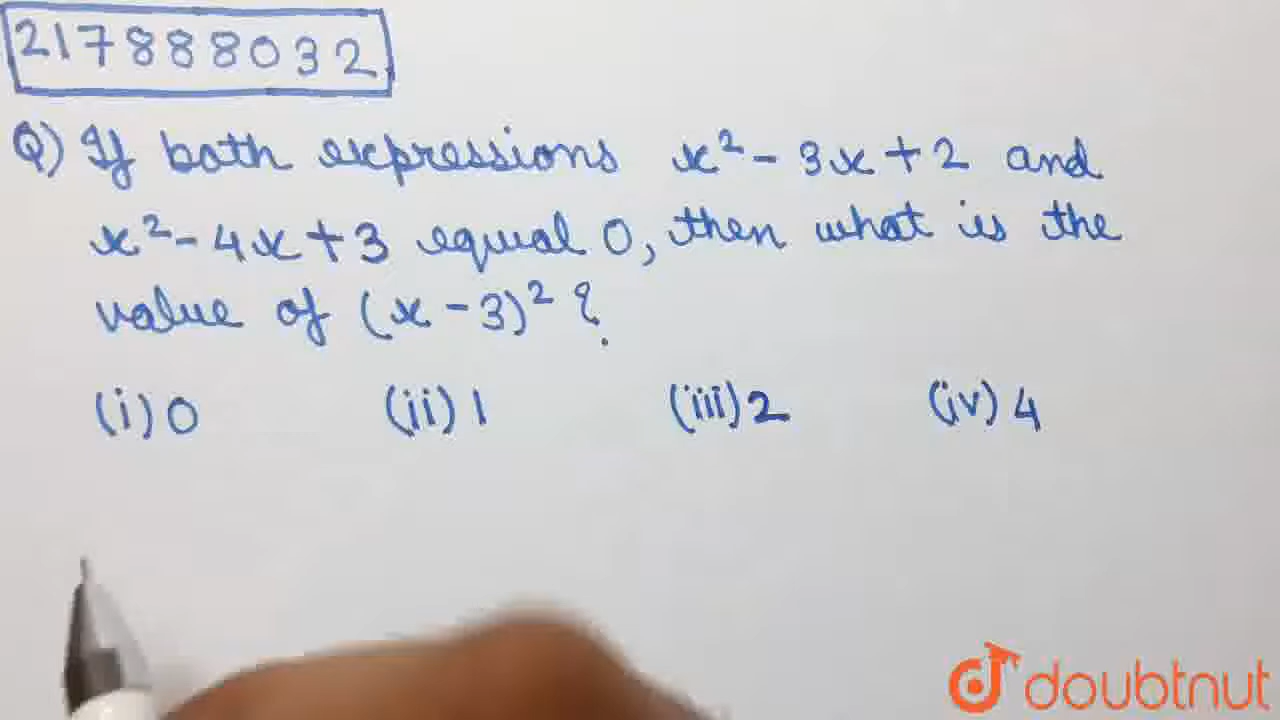 217888032
Q) If both expressions x² - 3x + 2 and
x² - 4x + 3 equal 0, then what is the
value of (x - 3)² ?
(i) 0 (ii) 1 (iii) 2 (iv) 4
doubtnut